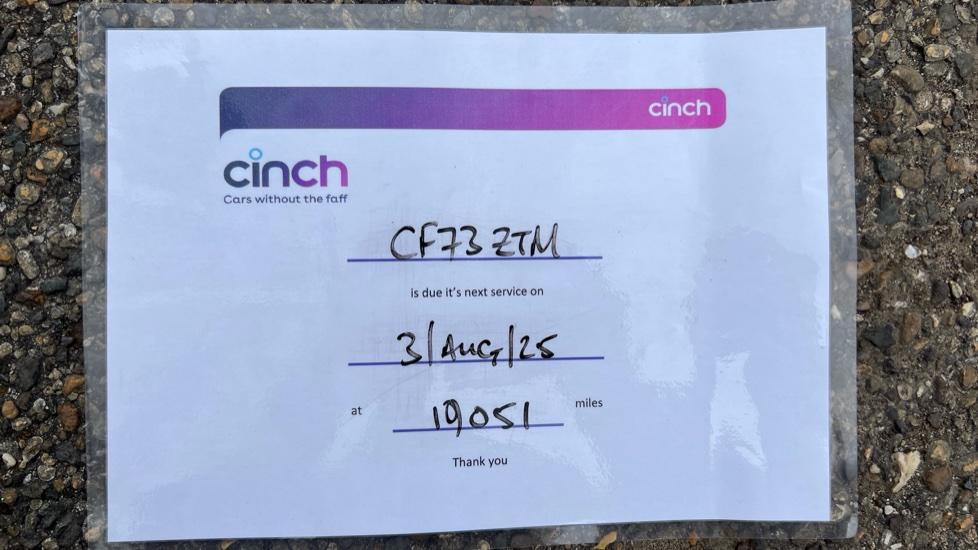 cinch
cinch
Cars without the faff
CF73 ZTM
is due it's next service on
3/AUG/25
at 19051 miles
Thank you